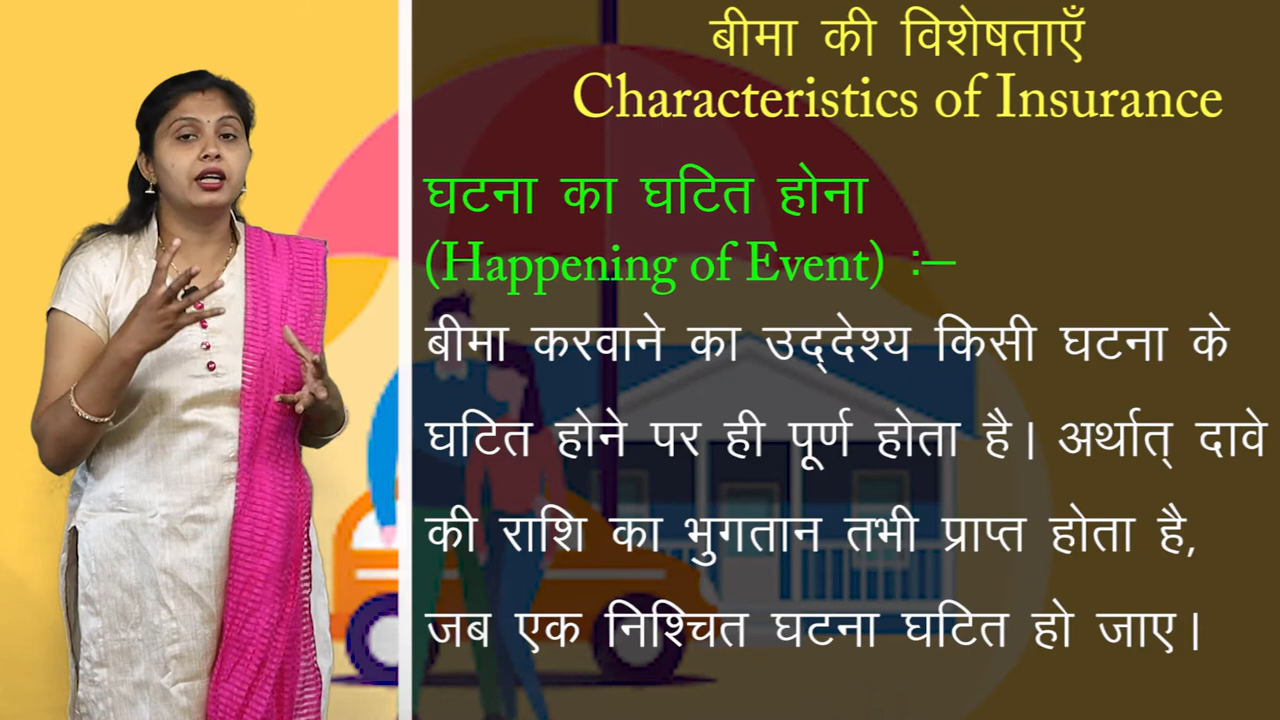 बीमा की विशेषताएँ
Characteristics of Insurance
घटना का घटित होना
(Happening of Event) :–
बीमा करवाने का उद्‌देश्य किसी घटना के
घटित होने पर ही पूर्ण होता है। अर्थात् दावे
की राशि का भुगतान तभी प्राप्त होता है,
जब एक निश्चित घटना घटित हो जाए।